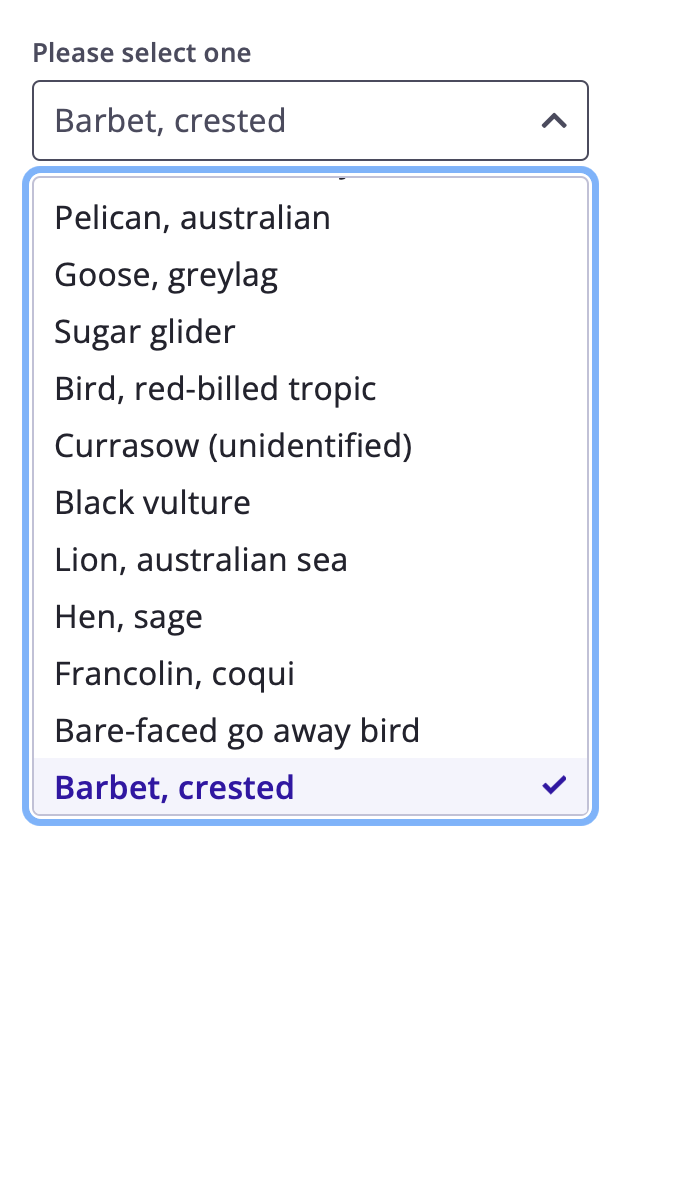 Please select one
Barbet, crested
Pelican, australian
Goose, greylag
Sugar glider
Bird, red-billed tropic
Currasow (unidentified)
Black vulture
Lion, australian sea
Hen, sage
Francolin, coqui
Bare-faced go away bird
Barbet, crested